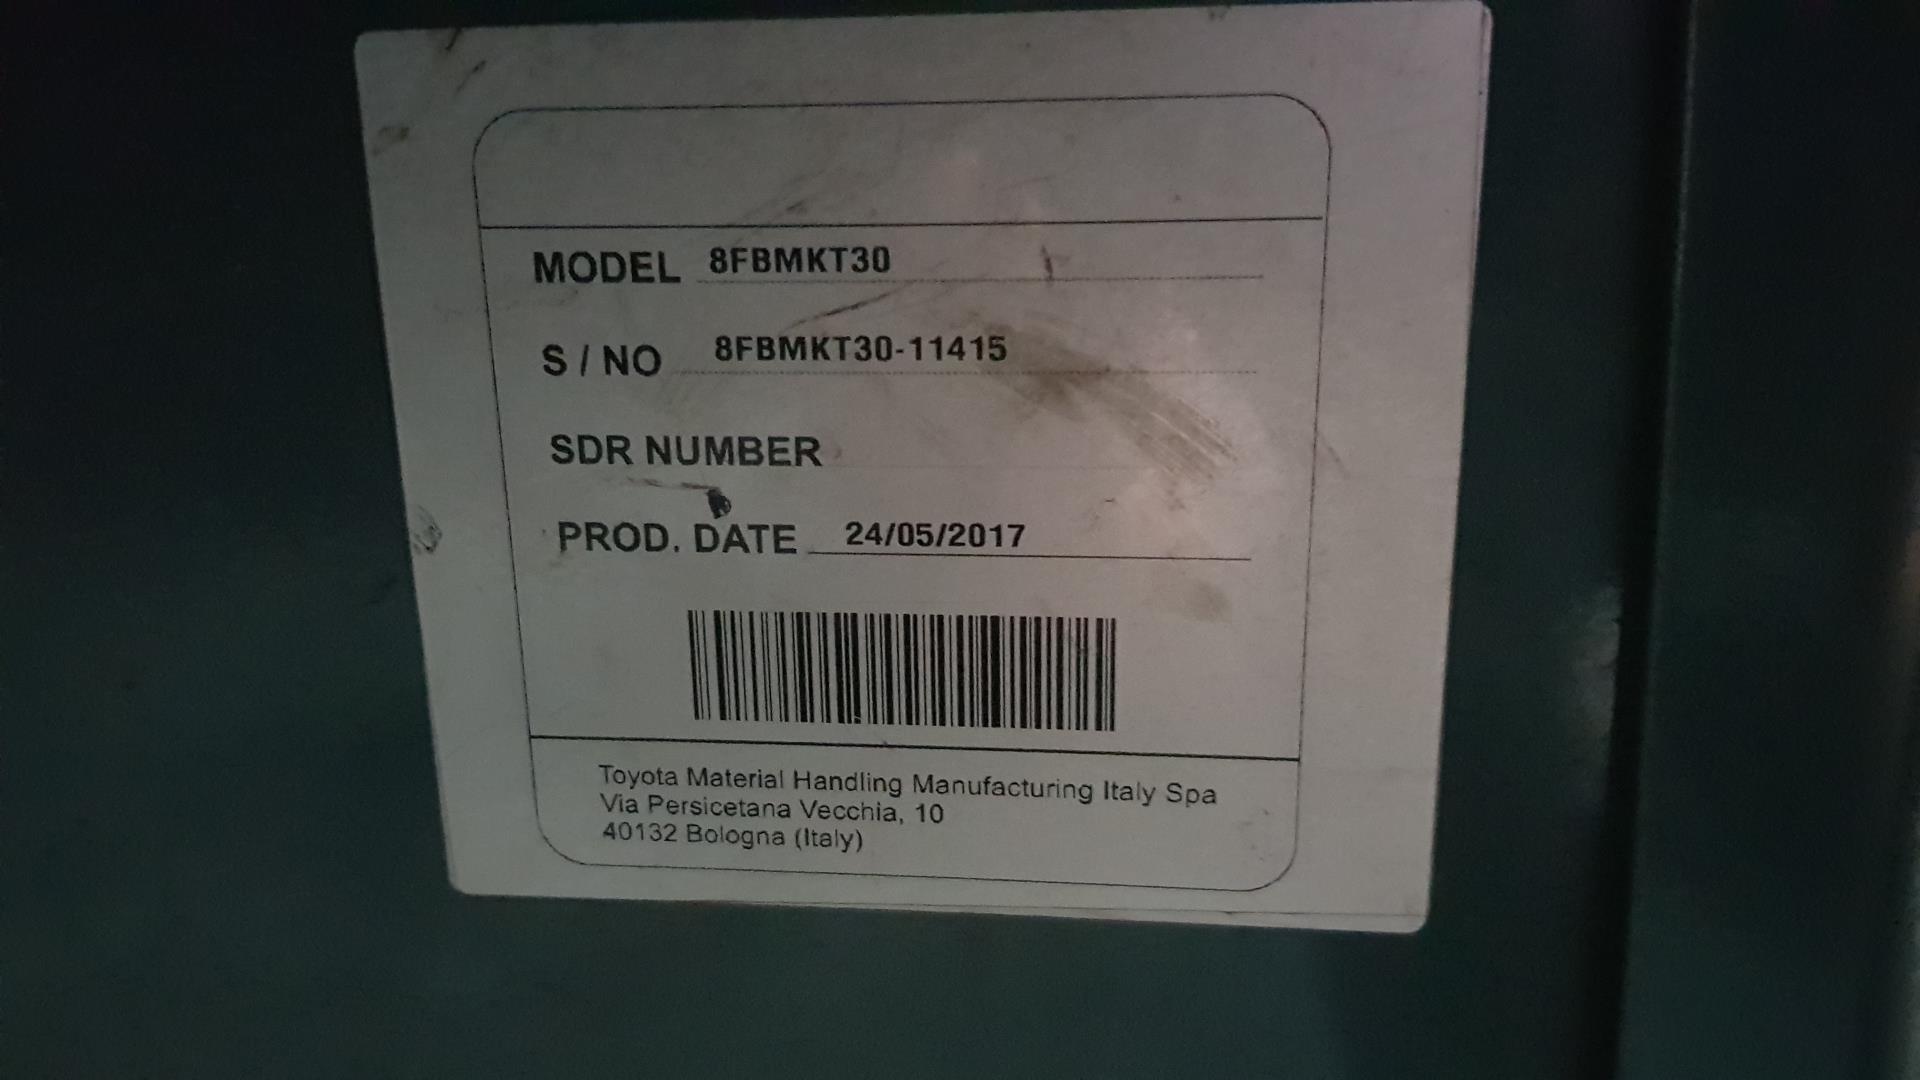 MODEL 8FBMKT30
S / NO 8FBMKT30-11415
SDR NUMBER
PROD. DATE 24/05/2017
Toyota Material Handling Manufacturing Italy Spa
Via Persicetana Vecchia, 10
40132 Bologna (Italy)